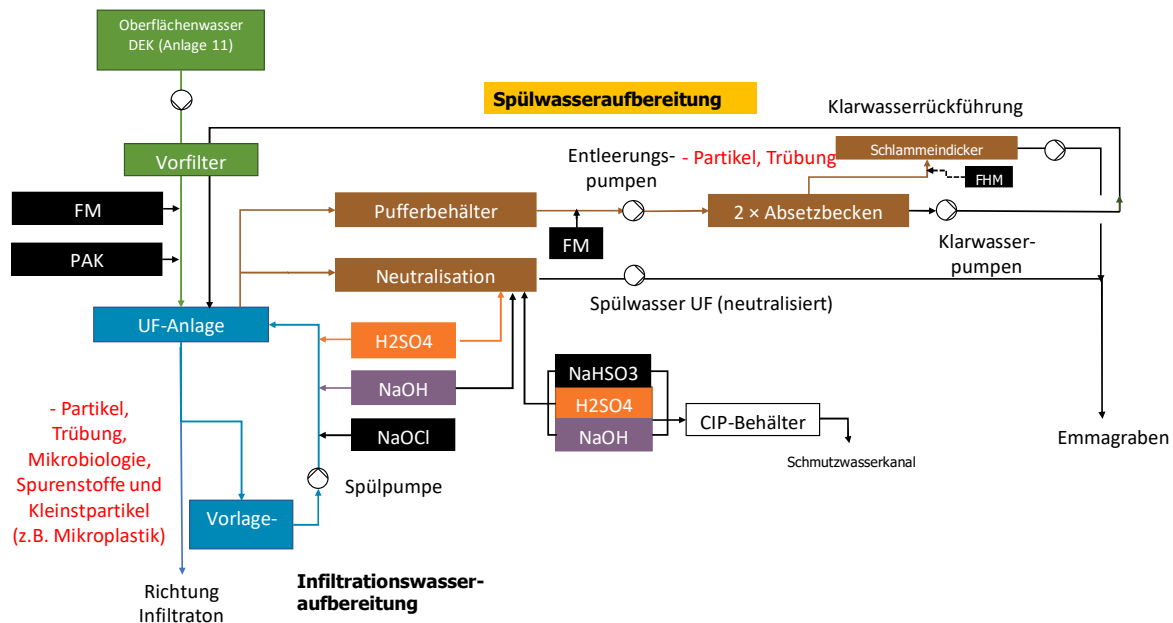 Oberflächenwasser
DEK (Anlage 11)
Spülwasseraufbereitung
Klarwasserrückführung
Vorfilter
Entleerungs-
pumpen
- Partikel, Trübung
Schlammeindicker
FHM
FM
Pufferbehälter
2 × Absetzbecken
FM
PAK
Neutralisation
Klarwasser-
pumpen
Spülwasser UF (neutralisiert)
UF-Anlage
H2SO4
NaOH
NaOCl
NaHSO3
H2SO4
NaOH
CIP-Behälter
Schmutzwasserkanal
Emmagraben
- Partikel,
Trübung,
Mikrobiologie,
Spurenstoffe und
Kleinstpartikel
(z.B. Mikroplastik)
Spülpumpe
Vorlage-
Infiltrationswasser-
aufbereitung
Richtung
Infiltraton